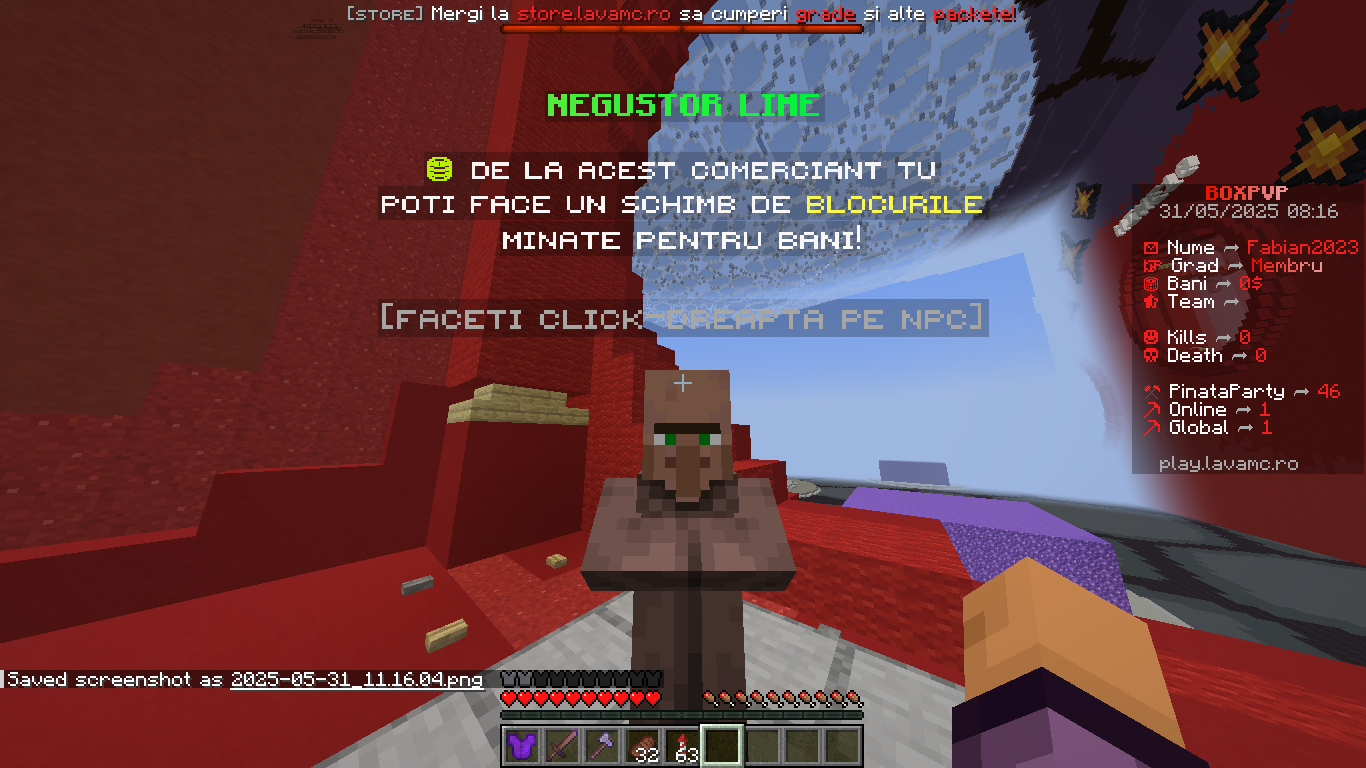 [STORE] Mergi la store.lavamc.ro sa cumperi grade si alte packete!
NEGUSTOR LIME
DE LA ACEST COMERCIANT TU
POTI FACE UN SCHIMB DE BLOCURILE
MINATE PENTRU BANI!
[FACETI CLICK-DREAPTA PE NPC]
BOXPVP
31/05/2025 08:16
Nume → Fabian2023
Grad → Membru
Bani → 0$
Team →
Kills → 0
Death → 0
PinataParty → 46
Online → 1
Global → 1
play.lavamc.ro
Saved screenshot as 2025-05-31_11.16.04.png
32 63